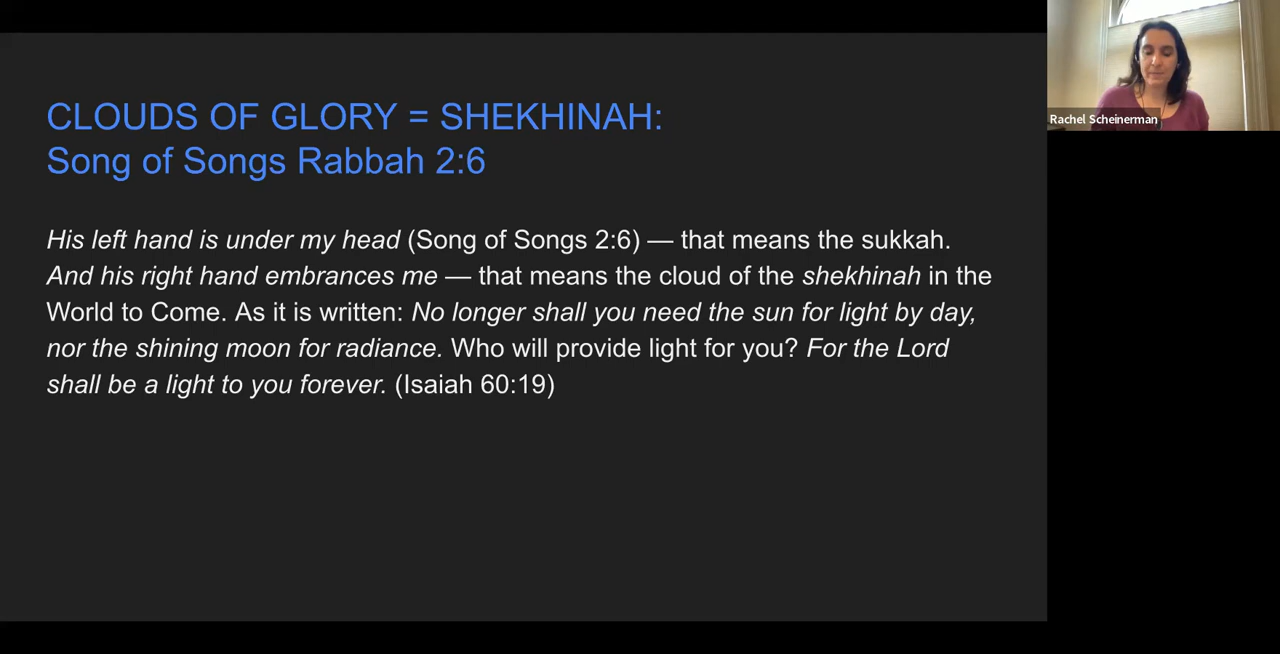 CLOUDS OF GLORY = SHEKHINAH:
Song of Songs Rabbah 2:6
His left hand is under my head (Song of Songs 2:6) — that means the sukkah.
And his right hand embrances me — that means the cloud of the shekhinah in the
World to Come. As it is written: No longer shall you need the sun for light by day,
nor the shining moon for radiance. Who will provide light for you? For the Lord
shall be a light to you forever. (Isaiah 60:19)
Rachel Scheinerman